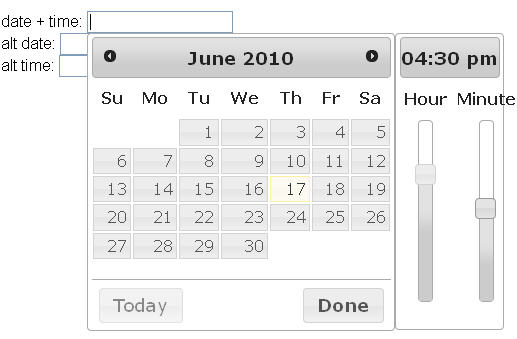 date + time:
alt date:
alt time:
June 2010
Su Mo Tu We Th Fr Sa
1 2 3 4 5
6 7 8 9 10 11 12
13 14 15 16 17 18 19
20 21 22 23 24 25 26
27 28 29 30
Today Done
04:30 pm
Hour Minute